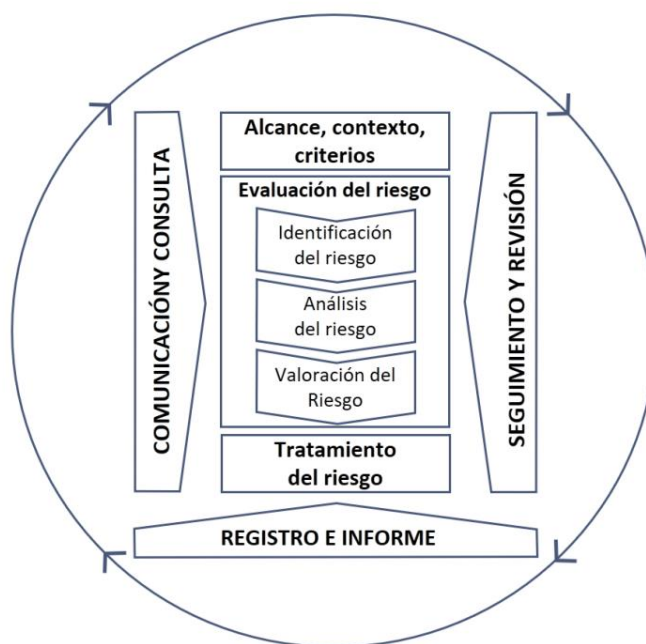 Alcance, contexto,
criterios
Evaluación del riesgo
Identificación
del riesgo
Análisis
del riesgo
Valoración del
Riesgo
Tratamiento
del riesgo
COMUNICACIÓNY CONSULTA
SEGUIMIENTO Y REVISIÓN
REGISTRO E INFORME